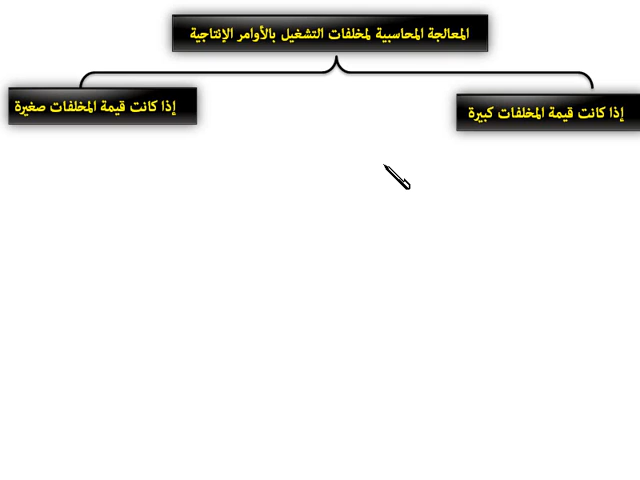 المعالجة المحاسبية لمخلفات التشغيل بالأوامر الإنتاجية
إذا كانت قيمة المخلفات كبيرة
إذا كانت قيمة المخلفات صغيرة